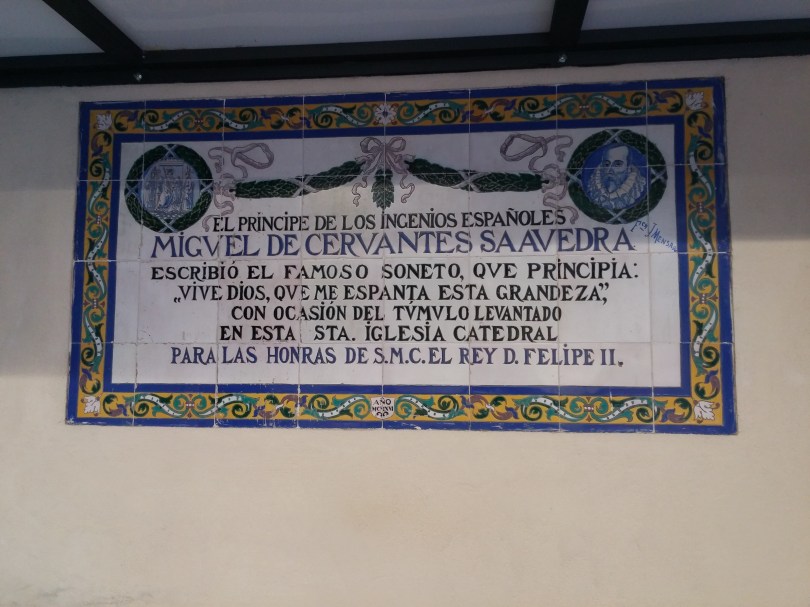 EL PRÍNCIPE DE LOS INGENIOS ESPAÑOLES
MIGVEL DE CERVANTES SAAVEDRA
ESCRIBIÓ EL FAMOSO SONETO, QVE PRINCIPIA:
„VIVE DIOS, QVE ME ESPANTA ESTA GRANDEZA”,
CON OCASIÓN DEL TVMVLO LEVANTADO
EN ESTA STA. IGLESIA CATEDRAL
PARA LAS HONRAS DE S.M.C. EL REY D. FELIPE II.
AÑO